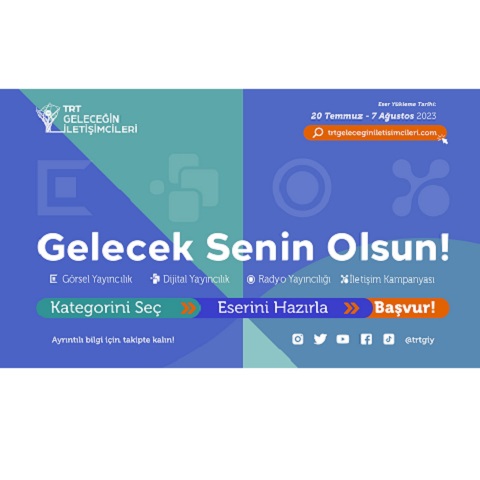 TRT
GELECEĞİN
İLETİŞİMCİLERİ
Eser Yükleme Tarihi:
20 Temmuz - 7 Ağustos 2023
trtgeleceginiletisimcileri.com
Gelecek Senin Olsun!
Görsel Yayıncılık Dijital Yayıncılık Radyo Yayıncılığı İletişim Kampanyası
Kategorini Seç Eserini Hazırla Başvur!
Ayrıntılı bilgi için takipte kalın! @trtgiy